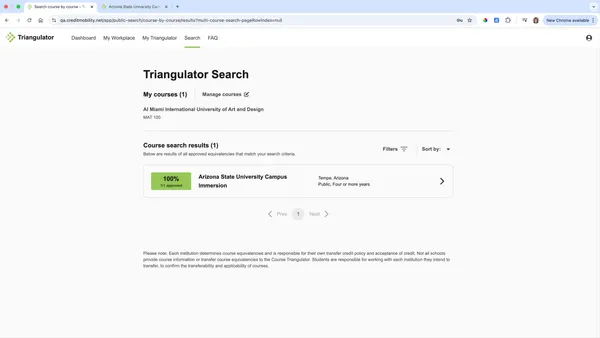 Search course by course - e
Arizona State University Camp
qa.creditmobility.net/app/public-search/course-by-course/results?multi-course-search-pageRowIndex=null
New Chrome available
Triangulator
Dashboard
My Workplace
My Triangulator
Search
FAQ
Triangulator Search
My courses (1)
Manage courses
AI Miami International University of Art and Design
MAT 120
Course search results (1)
Below are results of all approved equivalencies that match your search criteria.
Filters
Sort by:
100%
1/1 approved
Arizona State University Campus
Immersion
Tempe, Arizona
Public, Four or more years
Prev
1
Next
Please note: Each institution determines course equivalencies and is responsible for their own transfer credit policy and acceptance of credit. Not all schools
provide course information or transfer course equivalencies to the Course Triangulator. Students are responsible for working with each institution they intend to
transfer, to confirm the transferability and applicability of courses.